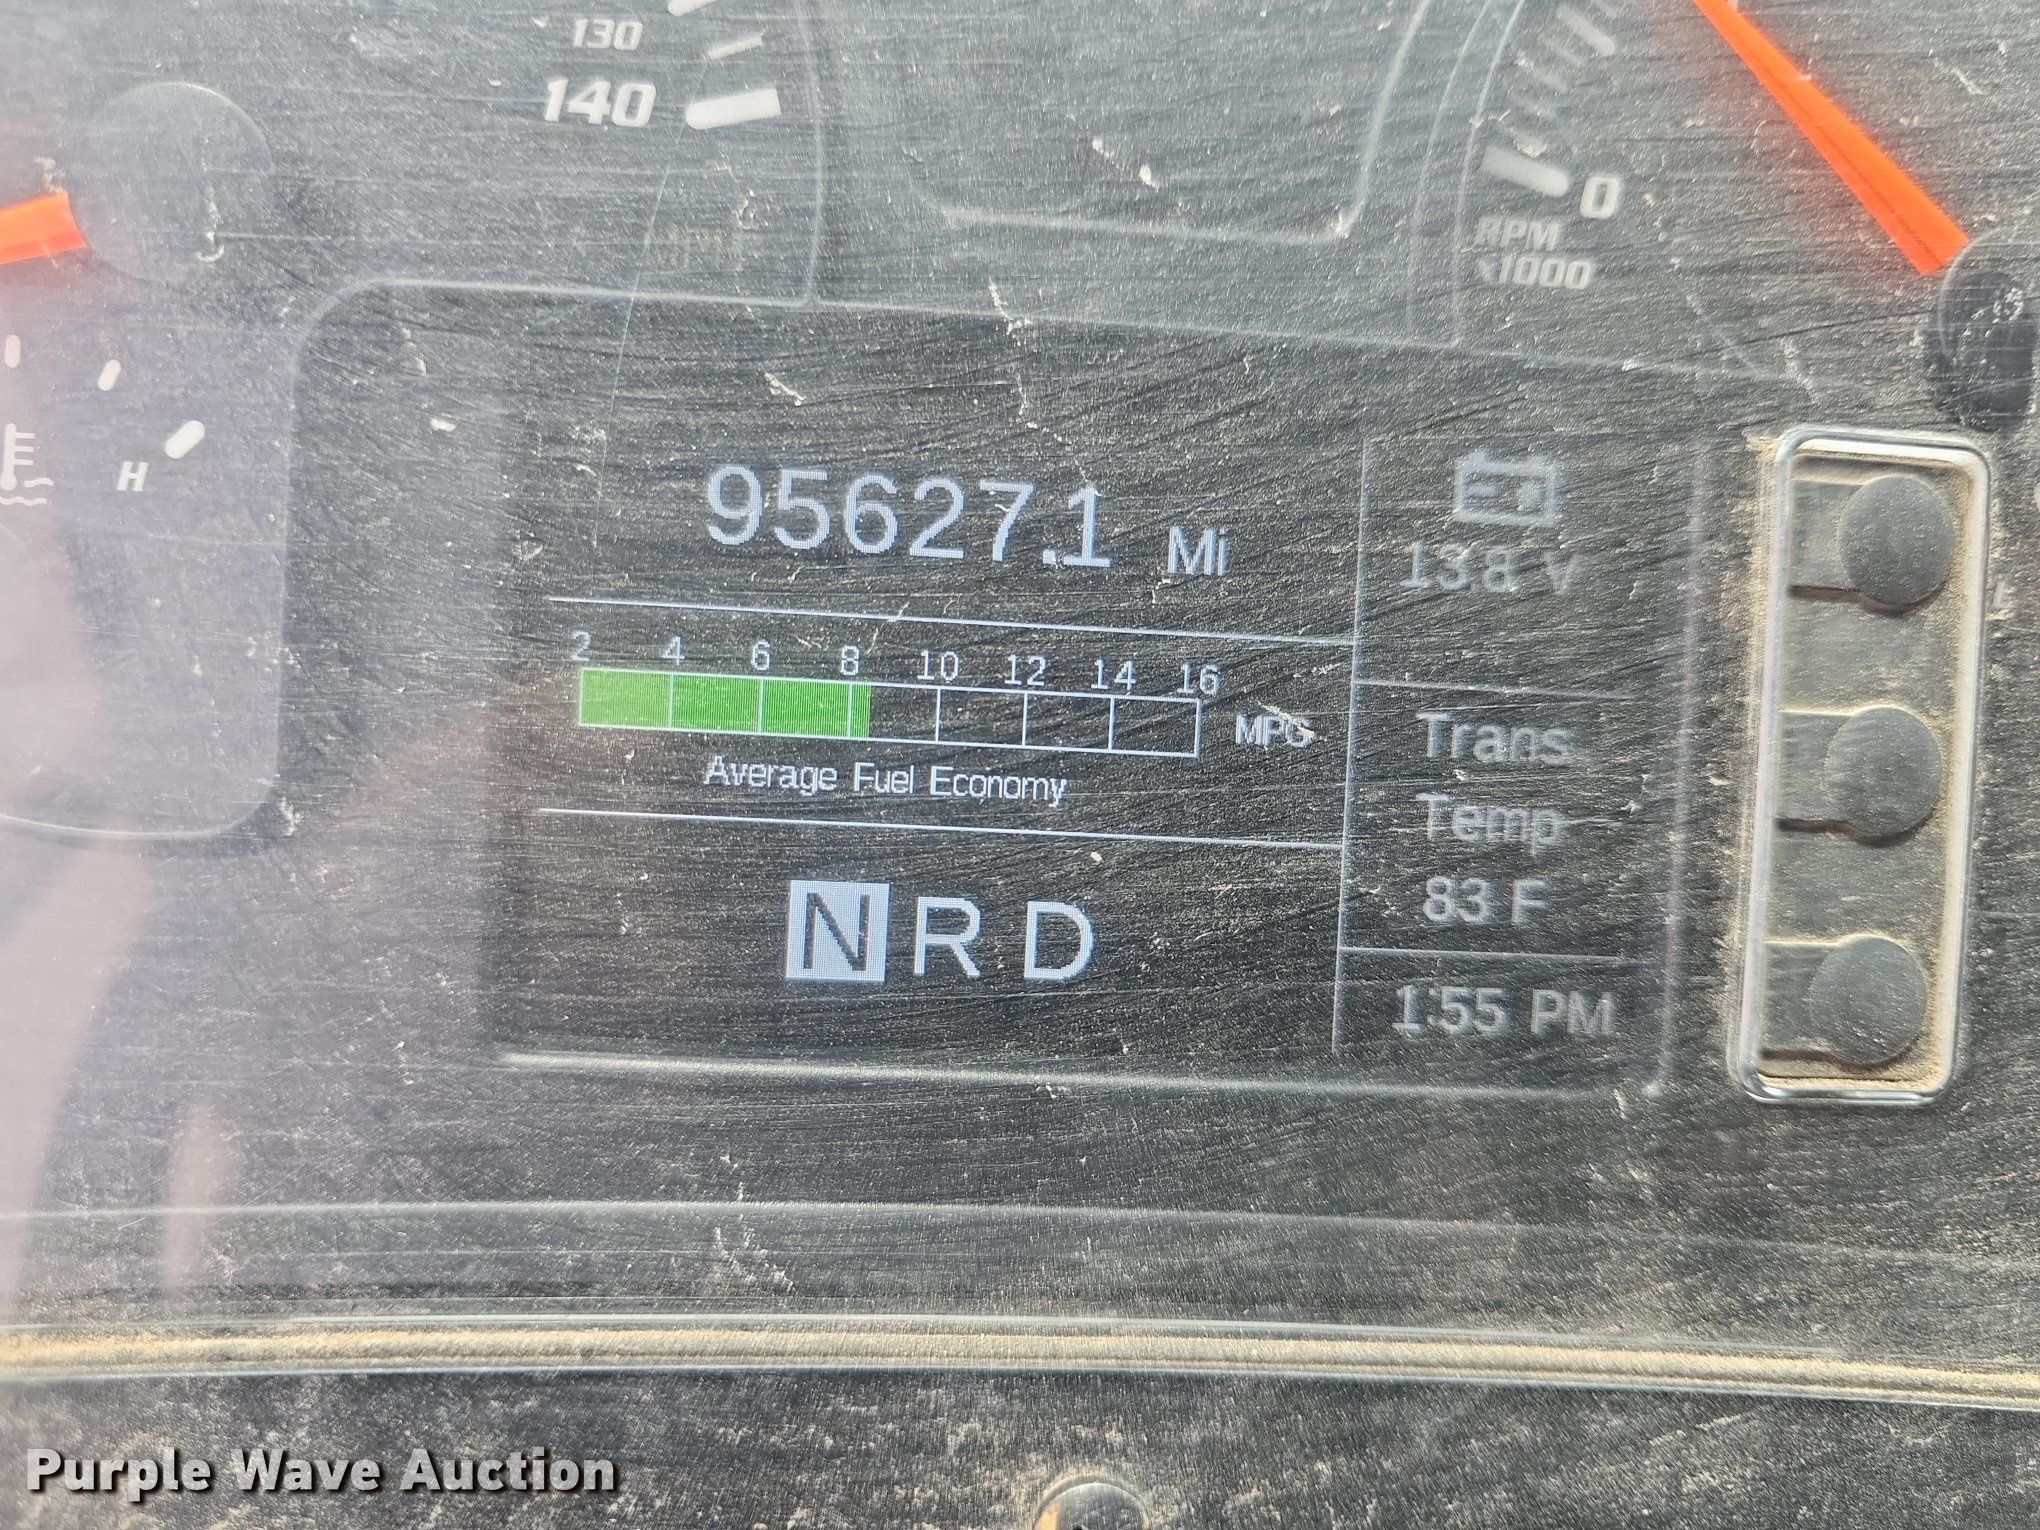 130
140
0
RPM
x1000
H
95627.1 Mi
13.8 V
2 4 6 8 10 12 14 16
MPG
Average Fuel Economy
Trans
Temp
83 F
N R D
1:55 PM
Purple Wave Auction